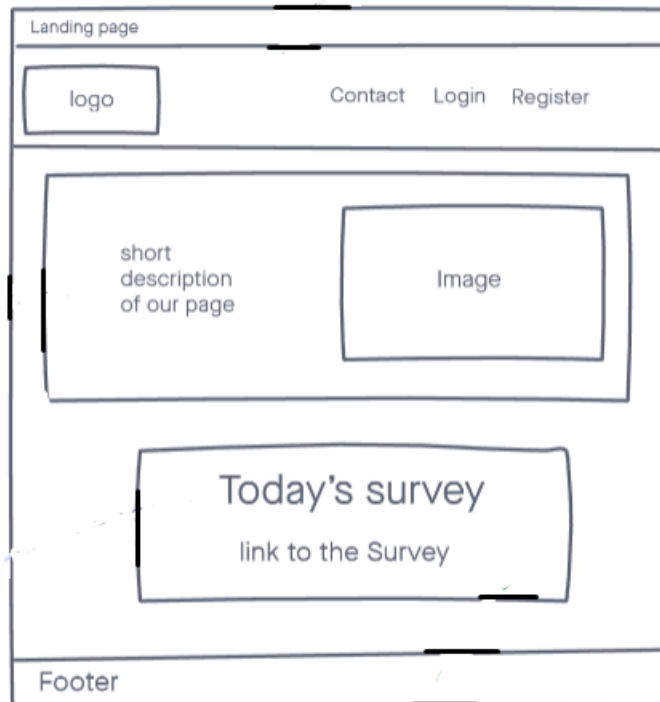 Landing page
logo
Contact Login Register
short
description
of our page
Image
Today's survey
link to the Survey
Footer